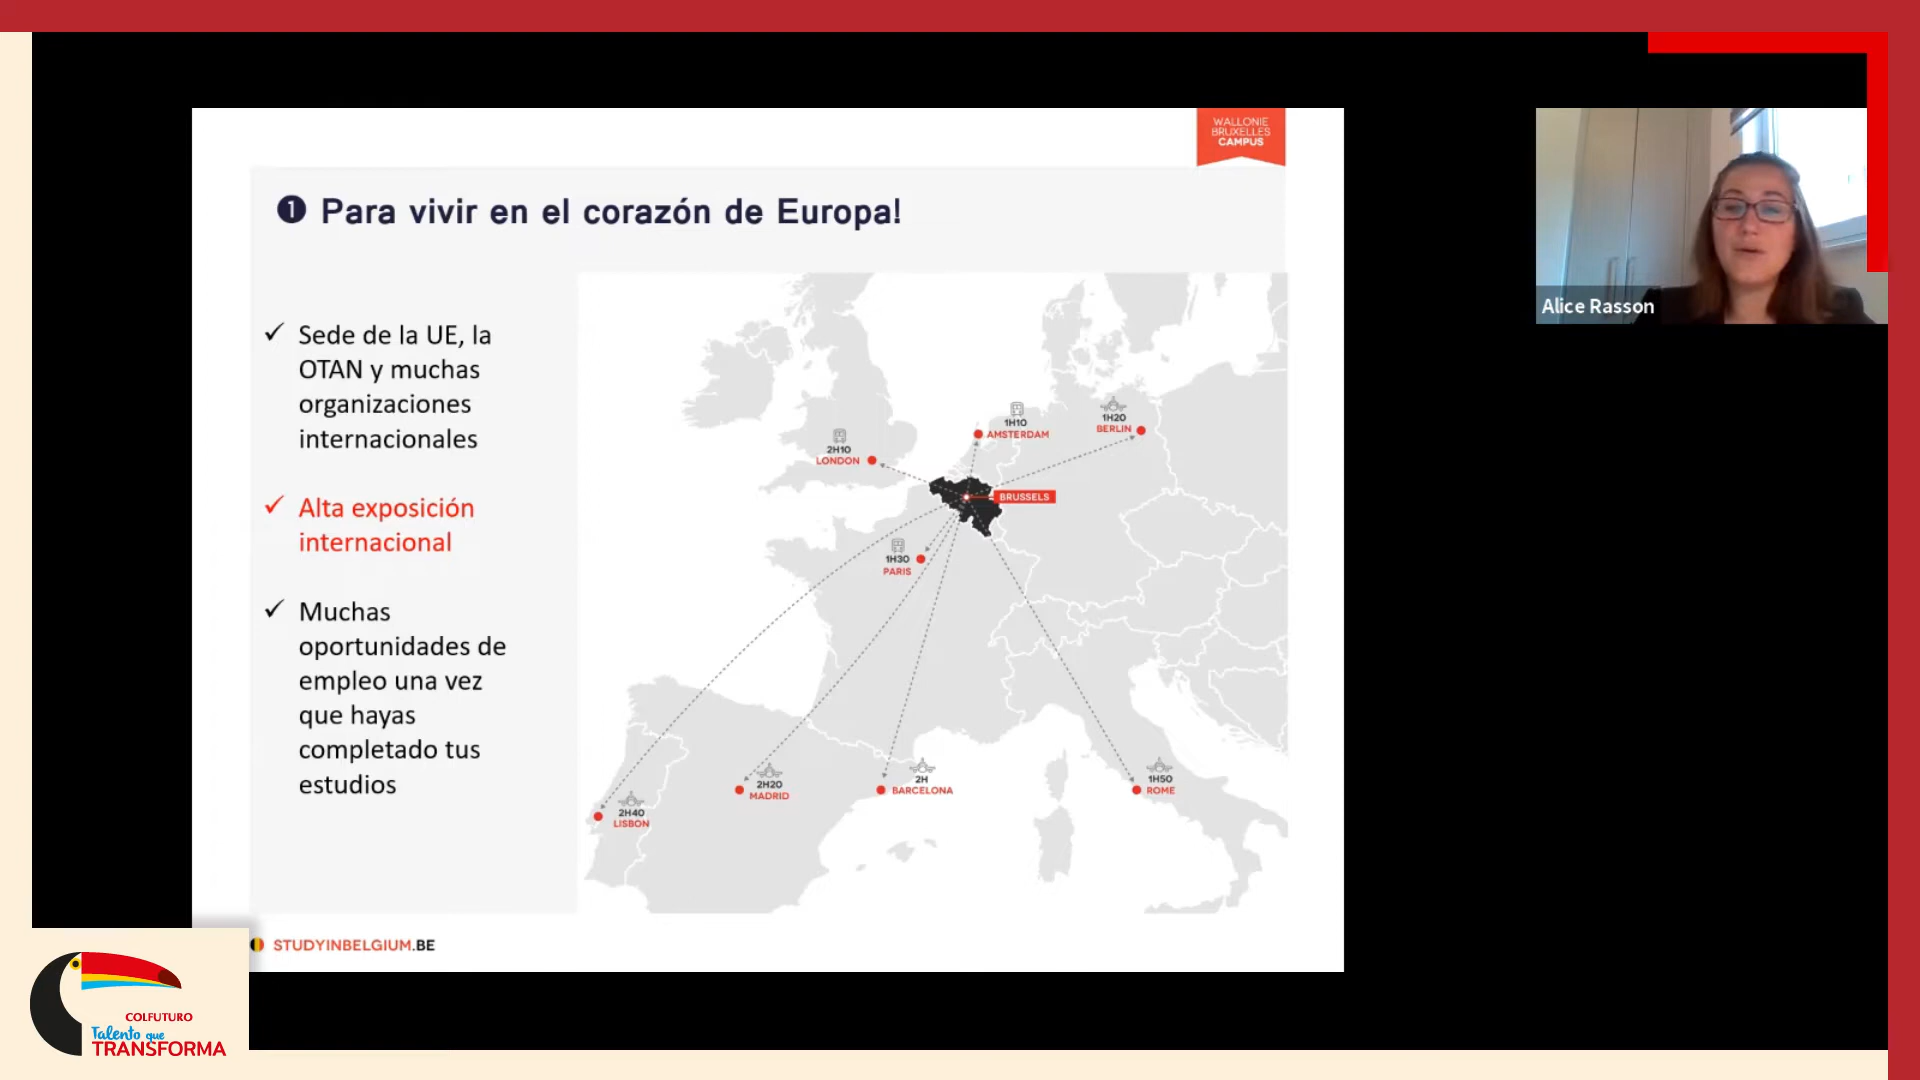 WALLONIE
BRUXELLES
CAMPUS
1 Para vivir en el corazón de Europa!
✓ Sede de la UE, la
OTAN y muchas
organizaciones
internacionales
✓ Alta exposición
internacional
✓ Muchas
oportunidades de
empleo una vez
que hayas
completado tus
estudios
1H10
AMSTERDAM
1H20
BERLIN
2H10
LONDON
BRUSSELS
1H30
PARIS
2H20
MADRID
2H
BARCELONA
1H50
ROME
2H40
LISBON
STUDYINBELGIUM.BE
Alice Rasson
COLFUTURO
Talento que
TRANSFORMA